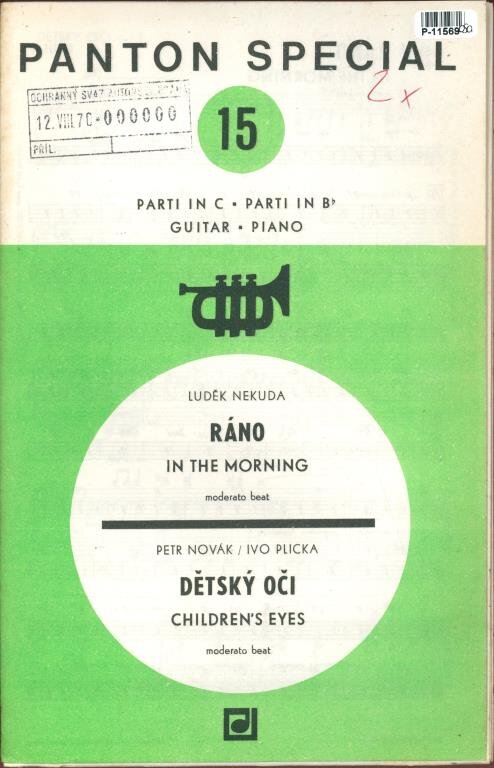 P-11569
PANTON SPECIAL
2x
OCHRANNÝ SVAZ
12.VIII.70-000000
PŘÍL.
15
PARTI IN C ▪ PARTI IN B♭
GUITAR ▪ PIANO
LUDĚK NEKUDA
RÁNO
IN THE MORNING
moderato beat
PETR NOVÁK / IVO PLICKA
DĚTSKÝ OČI
CHILDREN'S EYES
moderato beat